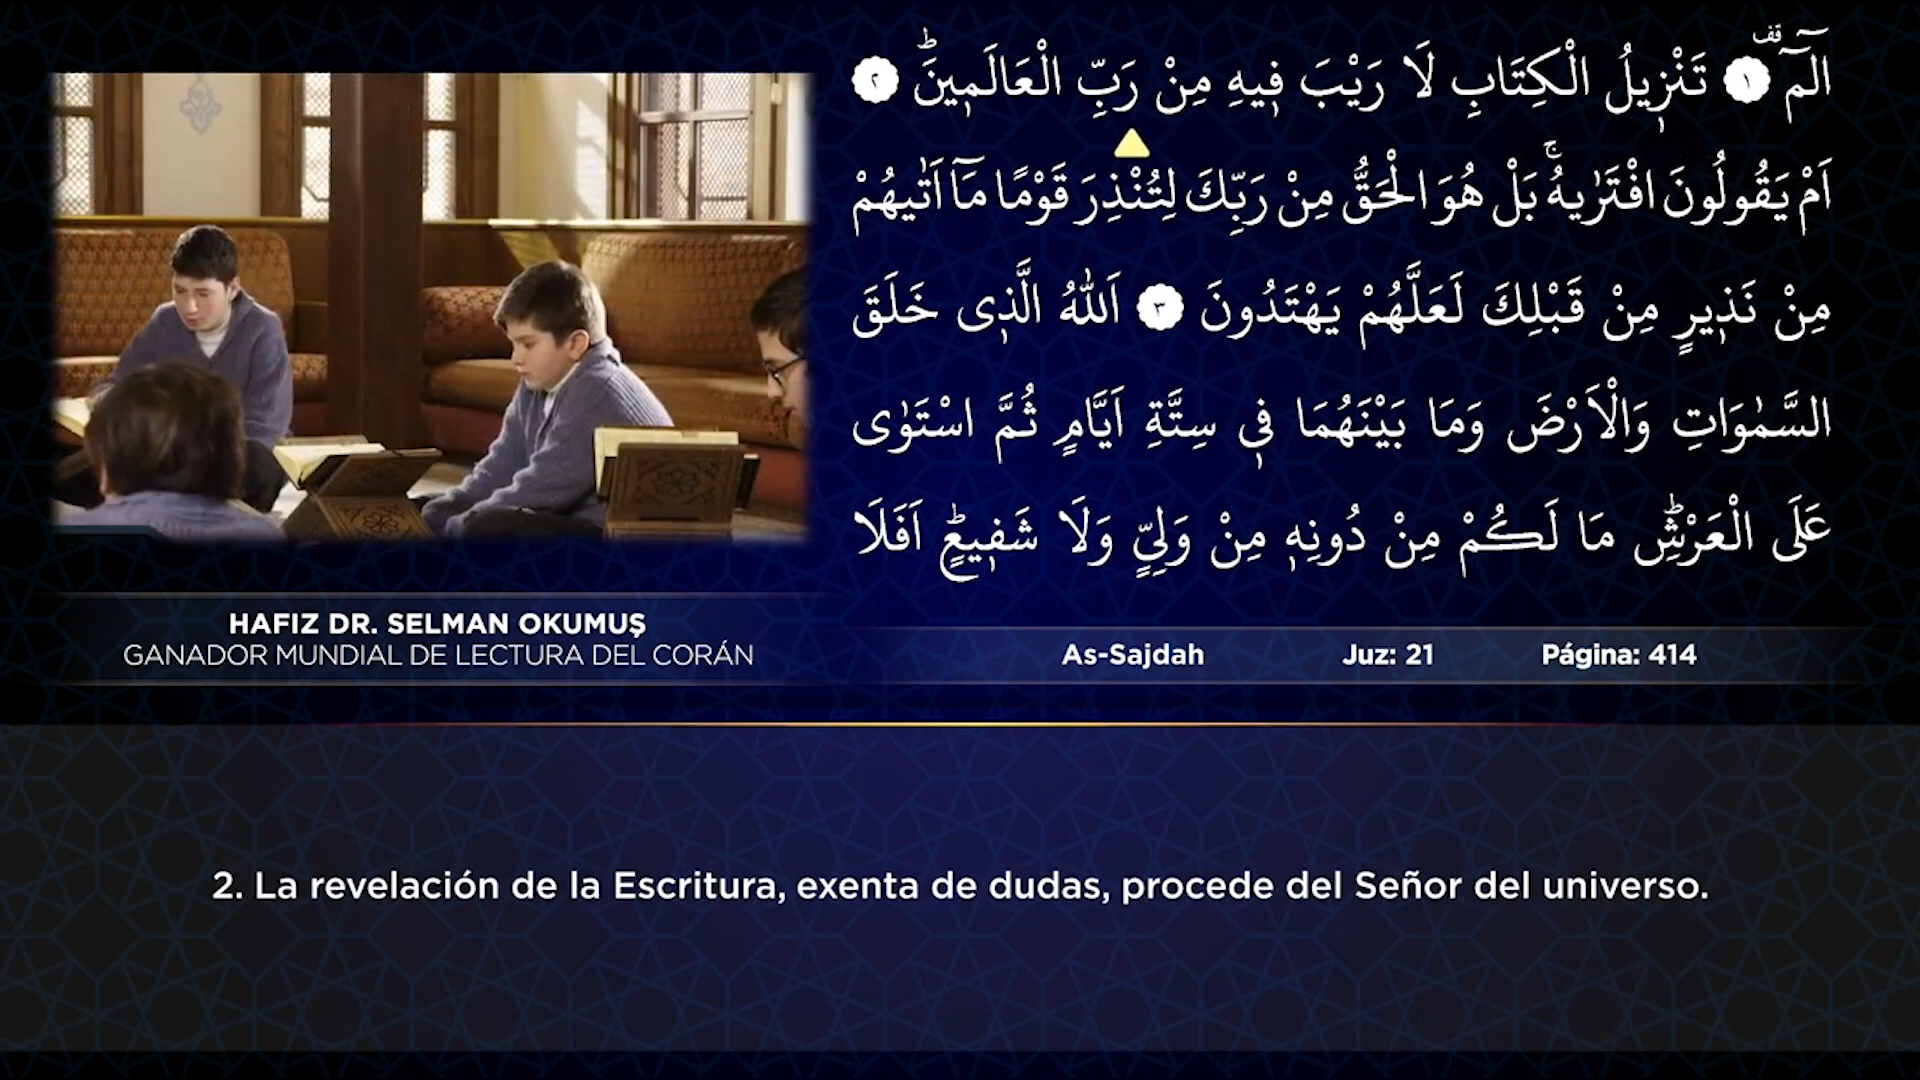 الٓمٓ ۗ ﴿١﴾ تَنْزٖيلُ الْكِتَابِ لَا رَيْبَ فٖيهِ مِنْ رَبِّ الْعَالَمٖينَۜ ﴿٢﴾
اَمْ يَقُولُونَ افْتَرٰيهُۚ بَلْ هُوَ الْحَقُّ مِنْ رَبِّكَ لِتُنْذِرَ قَوْمًا مَٓا اَتٰيهُمْ
مِنْ نَذٖيرٍ مِنْ قَبْلِكَ لَعَلَّهُمْ يَهْتَدُونَ ﴿٣﴾ اَللّٰهُ الَّذٖى خَلَقَ
السَّمٰوَاتِ وَالْاَرْضَ وَمَا بَيْنَهُمَا فٖى سِتَّةِ اَيَّامٍ ثُمَّ اسْتَوٰى
عَلَى الْعَرْشِۜ مَا لَكُمْ مِنْ دُونِهٖ مِنْ وَلِىٍّ وَلَا شَفٖيعٍۜ اَفَلَا
HAFIZ DR. SELMAN OKUMUŞ
GANADOR MUNDIAL DE LECTURA DEL CORÁN
As-Sajdah Juz: 21 Página: 414
2. La revelación de la Escritura, exenta de dudas, procede del Señor del universo.